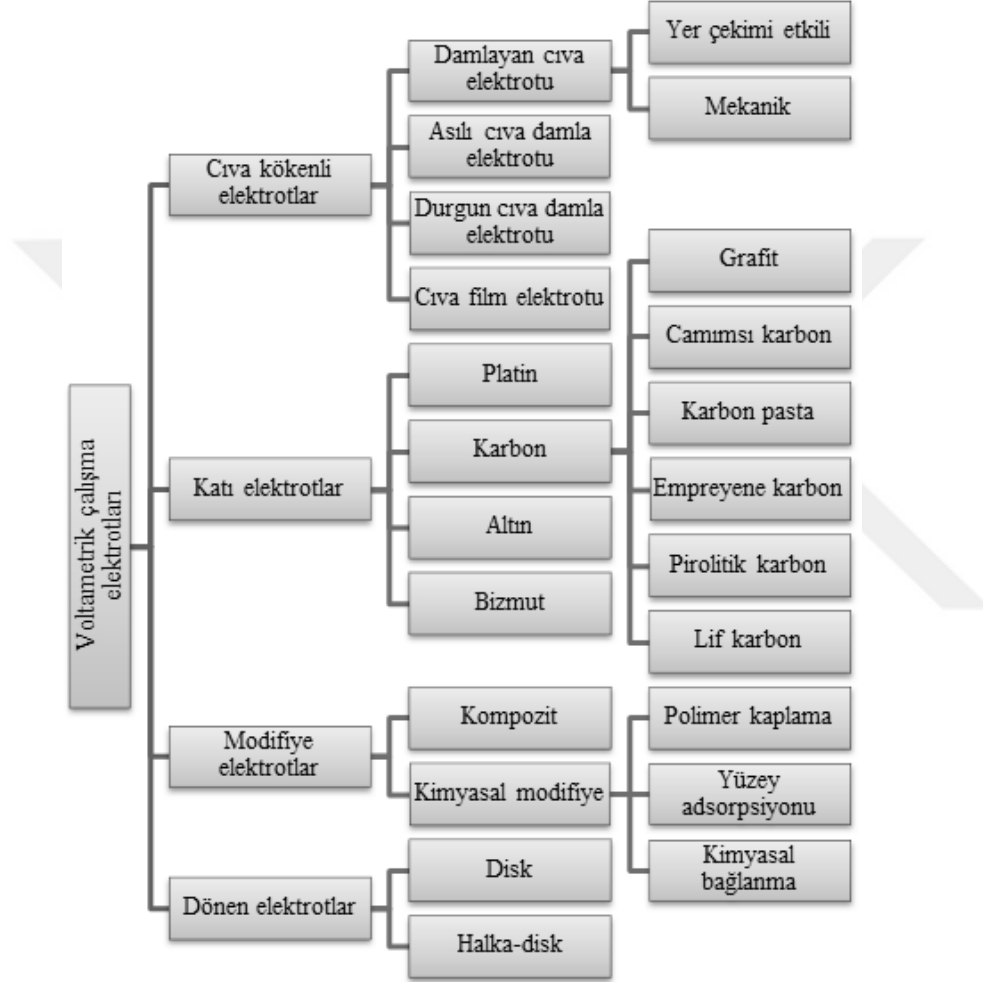 Voltametrik çalışma
elektrotları
Cıva kökenli
elektrotlar
Damlayan cıva
elektrotu
Yer çekimi etkili
Mekanik
Asılı cıva damla
elektrotu
Durgun cıva damla
elektrotu
Cıva film elektrotu
Katı elektrotlar
Platin
Karbon
Grafit
Camımsı karbon
Karbon pasta
Empreyene karbon
Pirolitik karbon
Lif karbon
Altın
Bizmut
Modifiye
elektrotlar
Kompozit
Kimyasal modifiye
Polimer kaplama
Yüzey
adsorpsiyonu
Kimyasal
bağlanma
Dönen elektrotlar
Disk
Halka-disk